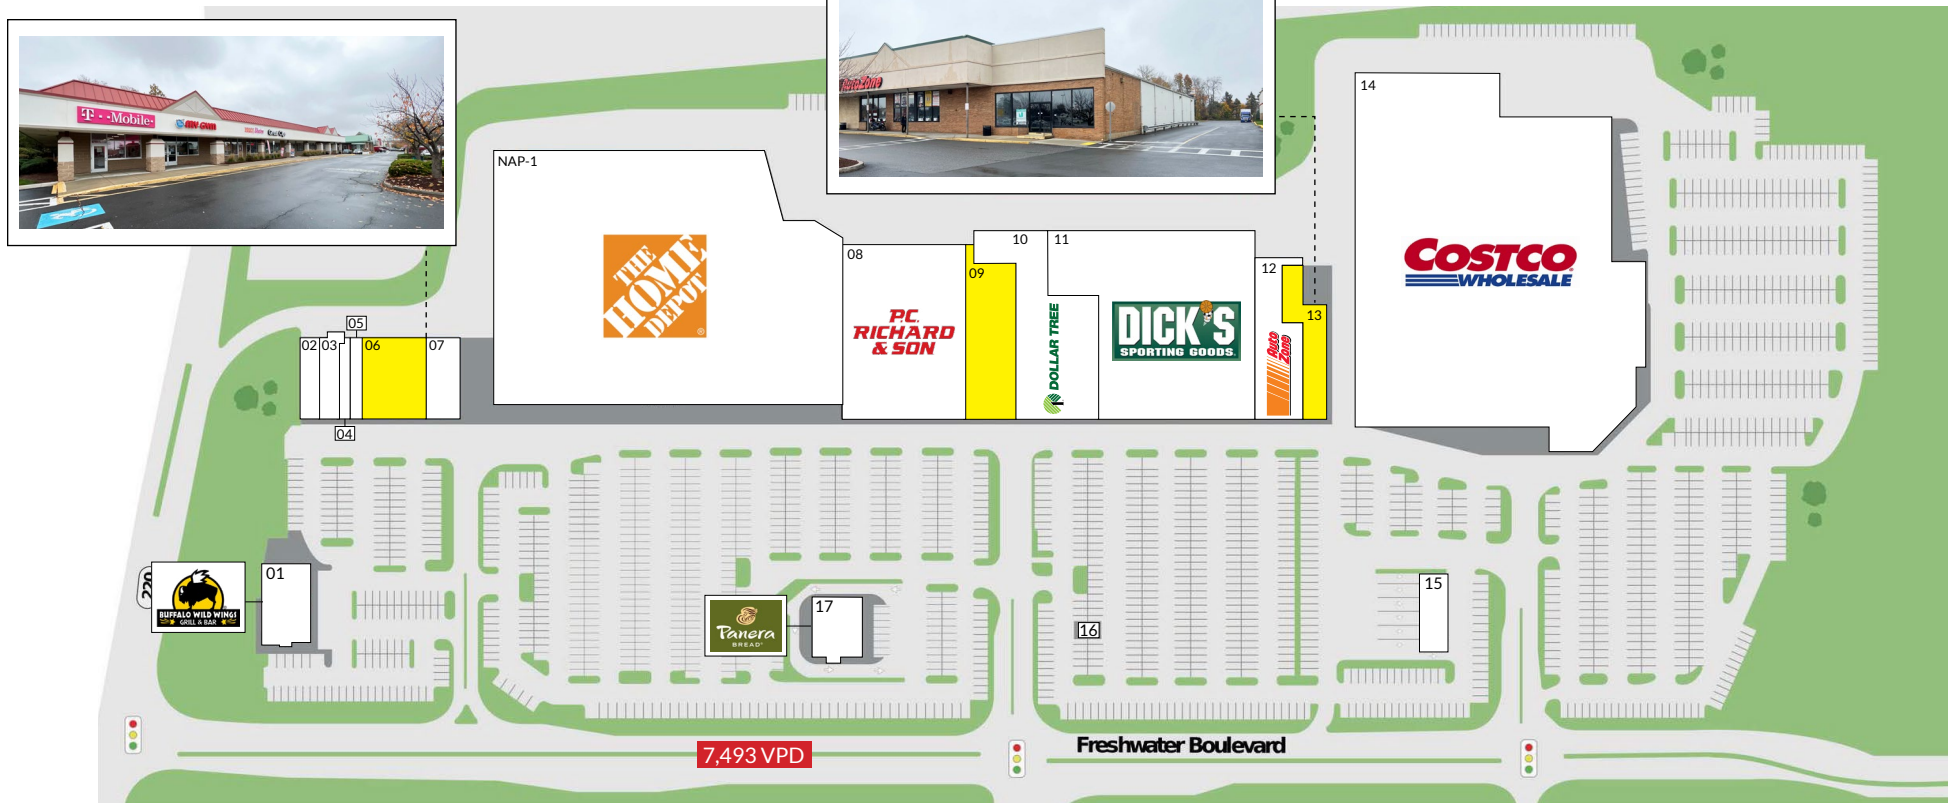 T-Mobile
AutoZone
14
NAP-1
THE
HOME
DEPOT
08
10
11
09
12
13
P.C.
RICHARD
& SON
DOLLAR TREE
DICK'S
SPORTING GOODS
Auto
Zone
COSTCO
WHOLESALE
05
02
03
06
07
04
01
220
BUFFALO WILD WINGS
GRILL & BAR
Panera
BREAD
17
16
15
7,493 VPD
Freshwater Boulevard